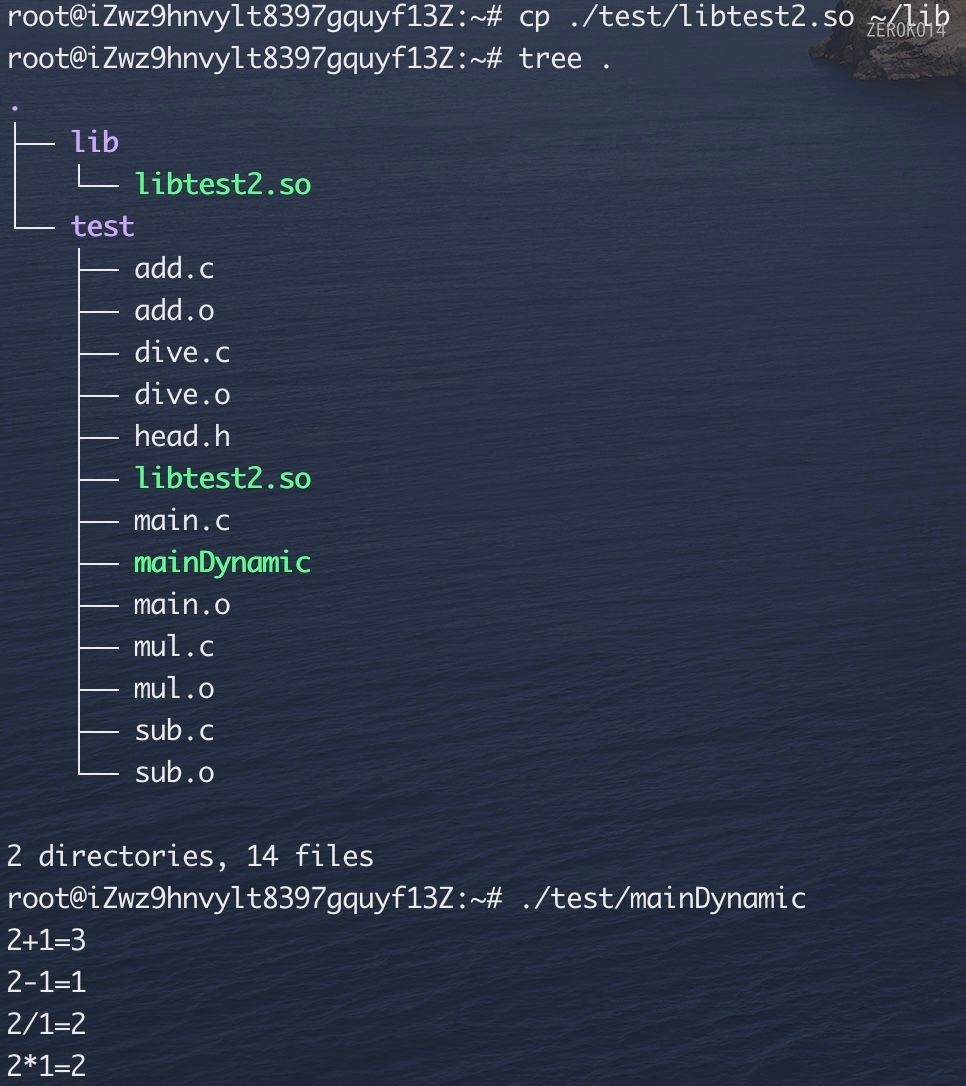 root@iZwz9hnvylt8397gquyf13Z:~# cp ./test/libtest2.so ~/lib
ZEROKO14
root@iZwz9hnvylt8397gquyf13Z:~# tree .
.
├── lib
│   └── libtest2.so
└── test
    ├── add.c
    ├── add.o
    ├── dive.c
    ├── dive.o
    ├── head.h
    ├── libtest2.so
    ├── main.c
    ├── mainDynamic
    ├── main.o
    ├── mul.c
    ├── mul.o
    ├── sub.c
    └── sub.o
2 directories, 14 files
root@iZwz9hnvylt8397gquyf13Z:~# ./test/mainDynamic
2+1=3
2-1=1
2/1=2
2*1=2